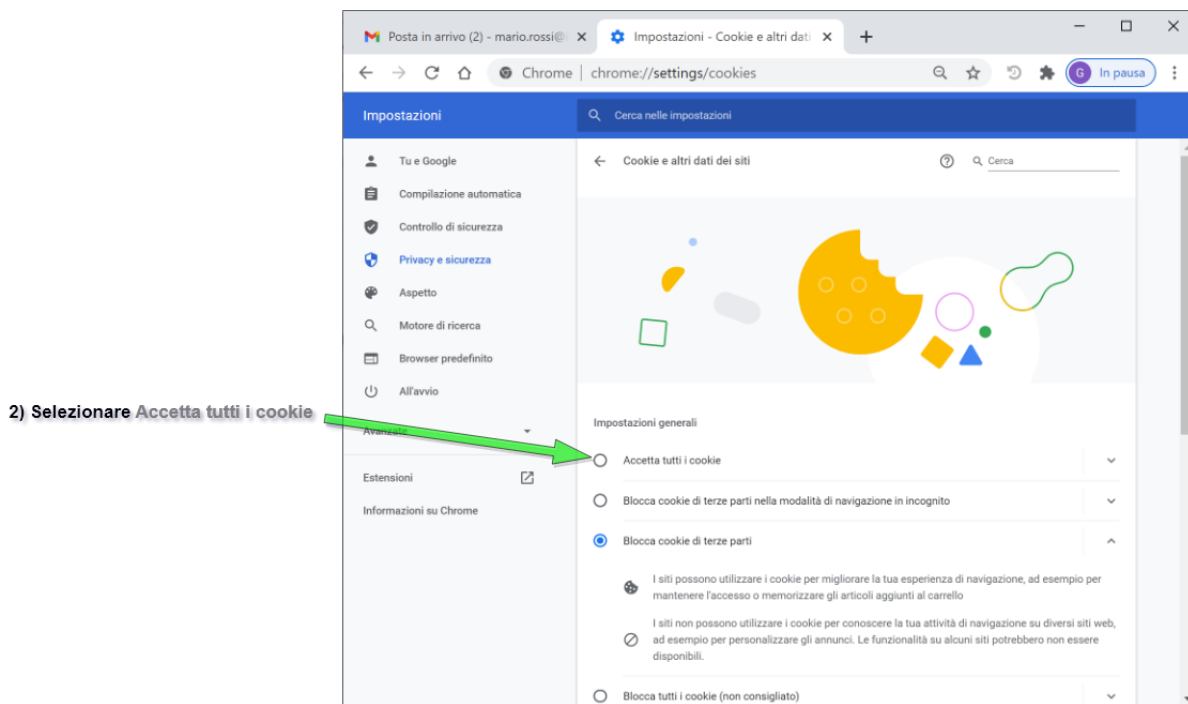 Posta in arrivo (2) - mario.rossi@
Impostazioni - Cookie e altri dati
Chrome | chrome://settings/cookies
G In pausa
Impostazioni
Cerca nelle impostazioni
Tu e Google
Compilazione automatica
Controllo di sicurezza
Privacy e sicurezza
Aspetto
Motore di ricerca
Browser predefinito
All'avvio
Avanzate
Estensioni
Informazioni su Chrome
2) Selezionare Accetta tutti i cookie
Cookie e altri dati dei siti
Cerca
Impostazioni generali
Accetta tutti i cookie
Blocca cookie di terze parti nella modalità di navigazione in incognito
Blocca cookie di terze parti
I siti possono utilizzare i cookie per migliorare la tua esperienza di navigazione, ad esempio per
mantenere l'accesso o memorizzare gli articoli aggiunti al carrello
I siti non possono utilizzare i cookie per conoscere la tua attività di navigazione su diversi siti web,
ad esempio per personalizzare gli annunci. Le funzionalità su alcuni siti potrebbero non essere
disponibili.
Blocca tutti i cookie (non consigliato)